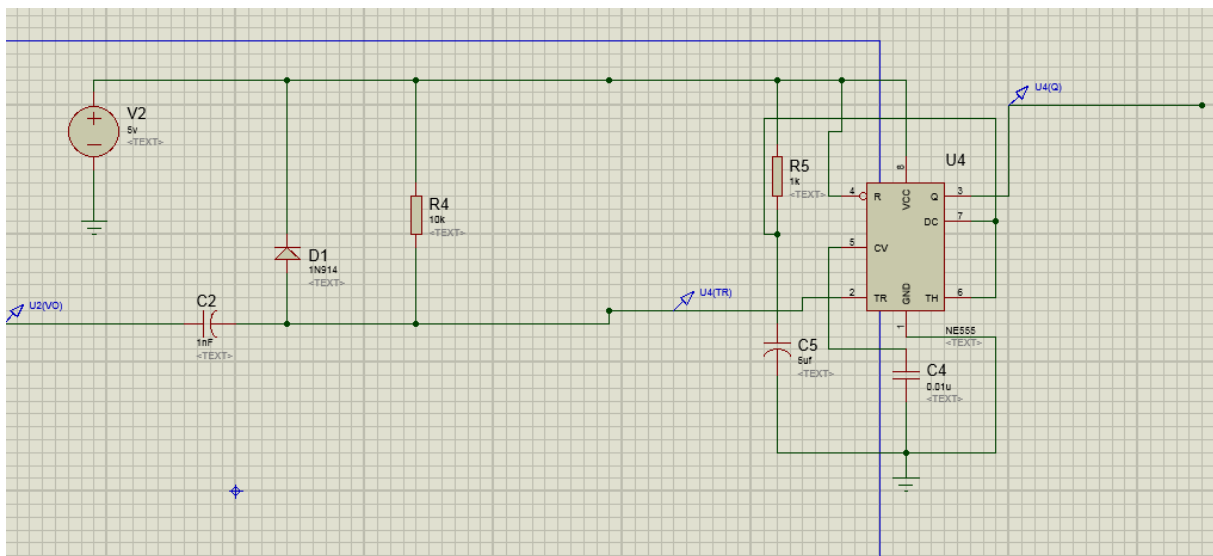 V2
5v
<TEXT>
D1
1N914
<TEXT>
R4
10k
<TEXT>
U2(VO)
C2
1nF
<TEXT>
U4(TR)
R5
1k
<TEXT>
C5
5uf
<TEXT>
U4(Q)
U4
8
VCC
4
R
Q
3
DC
7
5
CV
2
TR
GND
TH
6
1
NE555
<TEXT>
C4
0.01u
<TEXT>